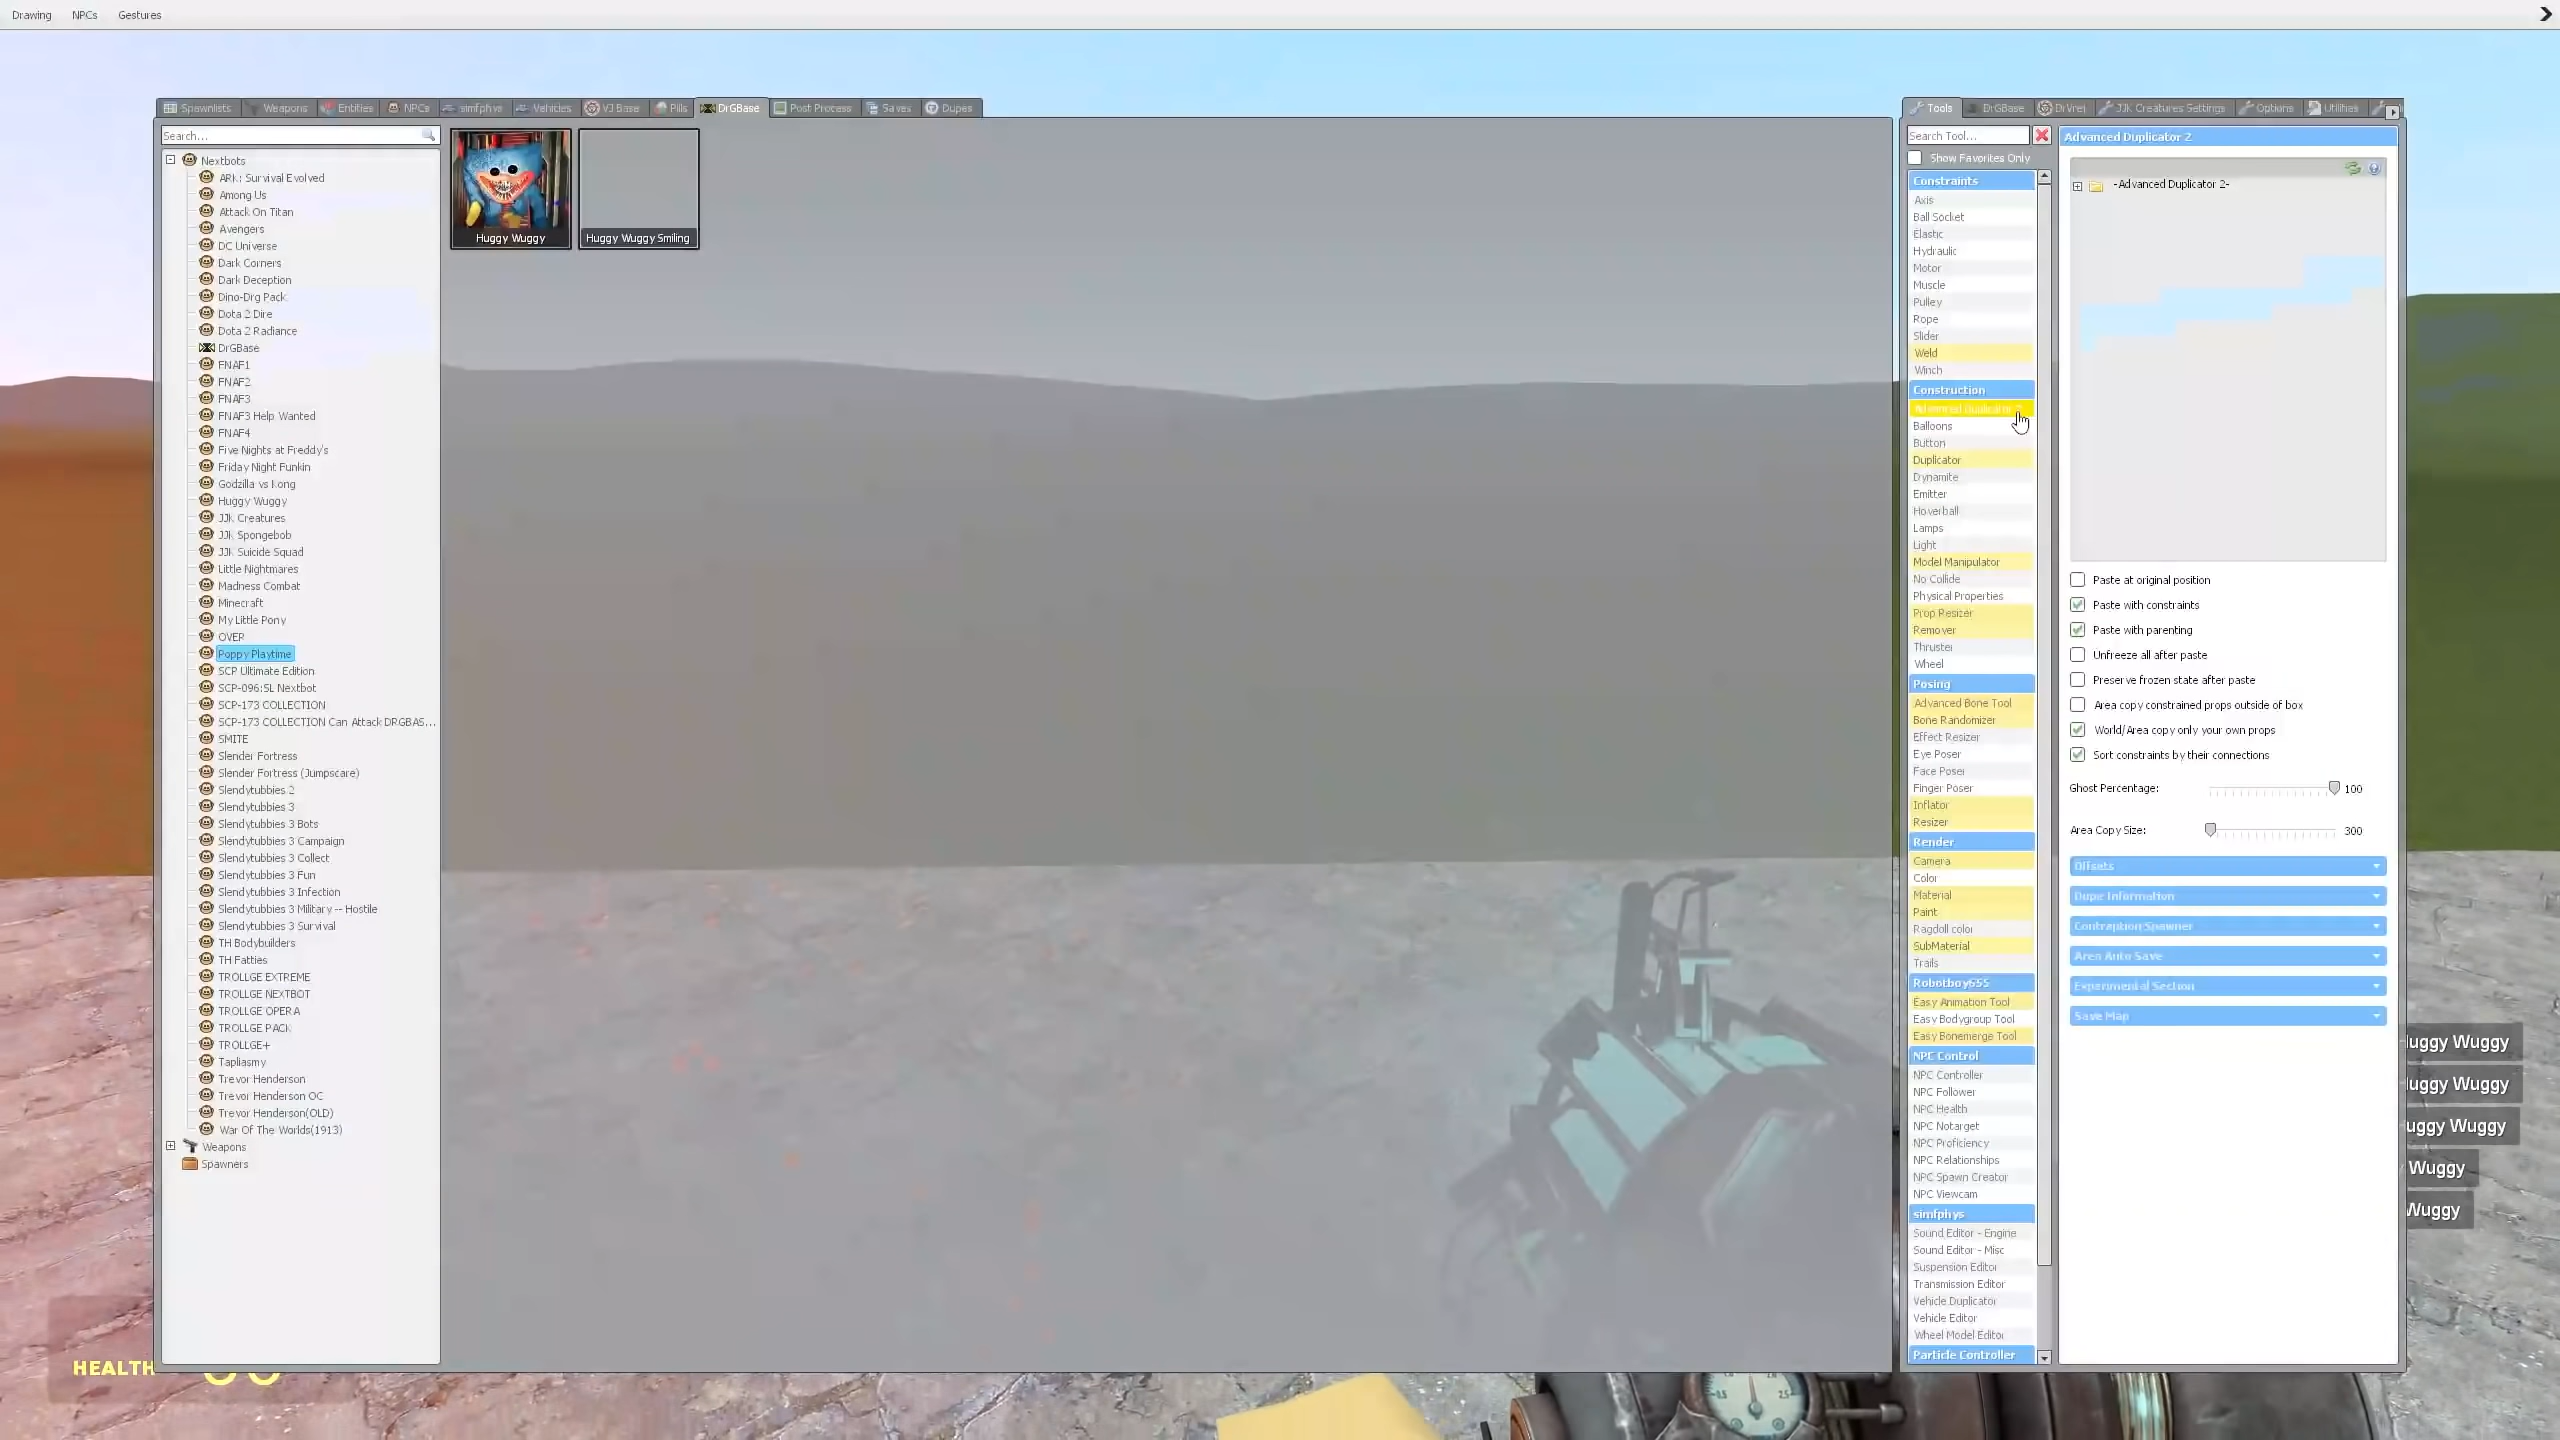 Drawing NPCs Gestures
Spawnlists Weapons Entities NPCs simfphys Vehicles VJ Base Pills DrGBase Post Process Saves Dupes
Search...
Nextbots
ARK: Survival Evolved
Among Us
Attack On Titan
Avengers
DC Universe
Dark Corners
Dark Deception
Dino-Drg Pack
Dota 2 Dire
Dota 2 Radiance
DrGBase
FNAF1
FNAF2
FNAF3
FNAF3 Help Wanted
FNAF4
Five Nights at Freddy's
Friday Night Funkin
Godzilla vs Kong
Huggy Wuggy
JJK Creatures
JJK Spongebob
JJK Suicide Squad
Little Nightmares
Madness Combat
Minecraft
My Little Pony
OVER
Poppy Playtime
SCP Ultimate Edition
SCP-096:SL Nextbot
SCP-173 COLLECTION
SCP-173 COLLECTION Can Attack DRGBAS...
SMITE
Slender Fortress
Slender Fortress (Jumpscare)
Slendytubbies 2
Slendytubbies 3
Slendytubbies 3 Bots
Slendytubbies 3 Campaign
Slendytubbies 3 Collect
Slendytubbies 3 Fun
Slendytubbies 3 Infection
Slendytubbies 3 Military -- Hostile
Slendytubbies 3 Survival
TH Bodybuilders
TH Fatties
TROLLGE EXTREME
TROLLGE NEXTBOT
TROLLGE OPERA
TROLLGE PACK
TROLLGE+
Tapliasmy
Trevor Henderson
Trevor Henderson OC
Trevor Henderson(OLD)
War Of The Worlds(1913)
Weapons
Spawners
Huggy Wuggy
Huggy Wuggy Smiling
Tools DrGBase DrVrej JJK Creatures Settings Options Utilities
Search Tool...
Show Favorites Only
Constraints
Axis
Ball Socket
Elastic
Hydraulic
Motor
Muscle
Pulley
Rope
Slider
Weld
Winch
Construction
Advanced Duplicator
Balloons
Button
Duplicator
Dynamite
Emitter
Hoverball
Lamps
Light
Model Manipulator
No Collide
Physical Properties
Prop Resizer
Remover
Thruster
Wheel
Posing
Advanced Bone Tool
Bone Randomizer
Effect Resizer
Eye Poser
Face Poser
Finger Poser
Inflator
Resizer
Render
Camera
Color
Material
Paint
Ragdoll color
SubMaterial
Trails
Robotboy655
Easy Animation Tool
Easy Bodygroup Tool
Easy Bonemerge Tool
NPC Control
NPC Controller
NPC Follower
NPC Health
NPC Notarget
NPC Proficiency
NPC Relationships
NPC Spawn Creator
NPC Viewcam
simfphys
Sound Editor - Engine
Sound Editor - Misc
Suspension Editor
Transmission Editor
Vehicle Duplicator
Vehicle Editor
Wheel Model Editor
Particle Controller
Advanced Duplicator 2
-Advanced Duplicator 2-
Paste at original position
Paste with constraints
Paste with parenting
Unfreeze all after paste
Preserve frozen state after paste
Area copy constrained props outside of box
World/Area copy only your own props
Sort constraints by their connections
Ghost Percentage: 100
Area Copy Size: 300
Offsets
Dupe Information
Contraption Spawner
Area Auto Save
Experimental Section
Save Map
uggy Wuggy
uggy Wuggy
uggy Wuggy
Wuggy
Wuggy
HEALTH